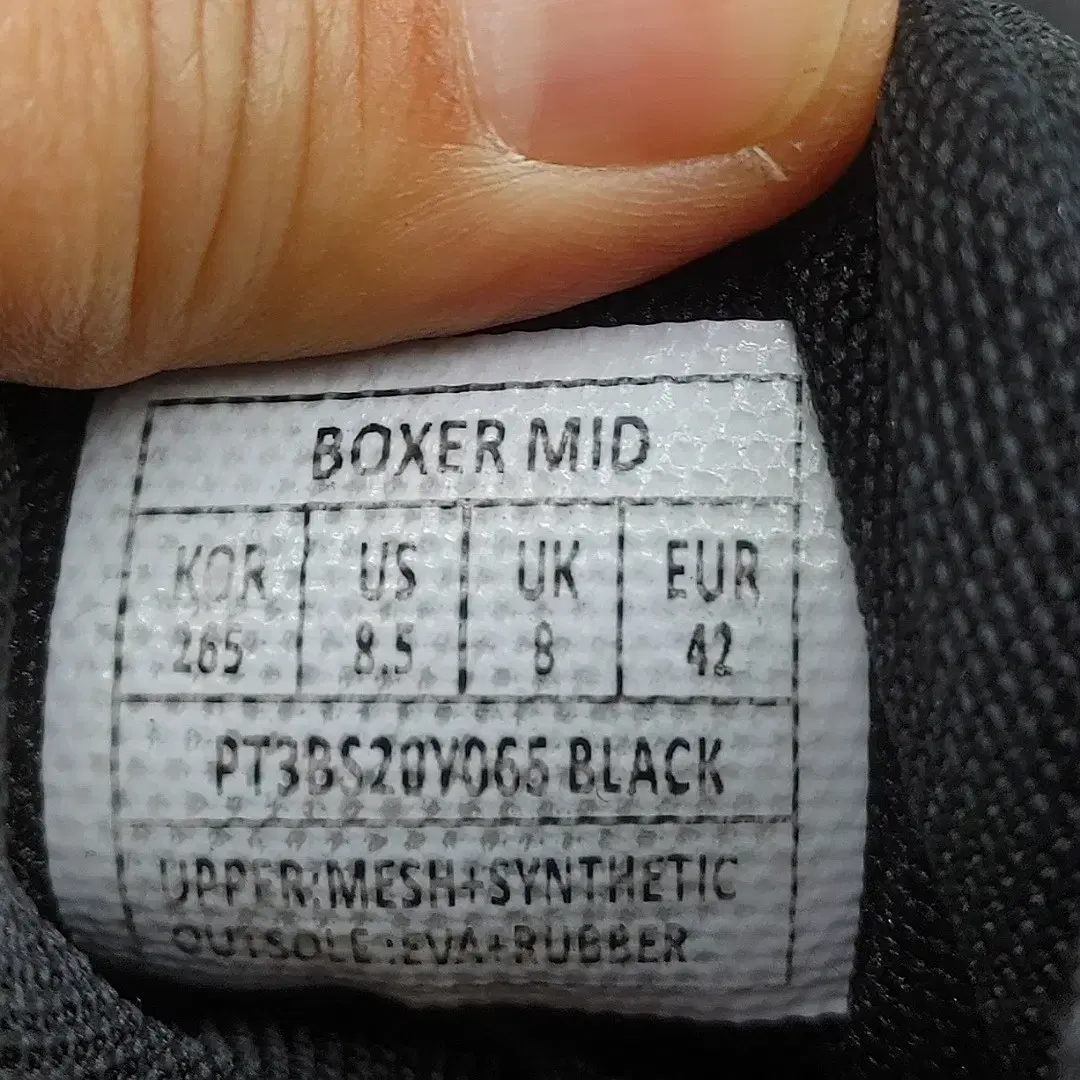 BOXER MID
KOR US UK EUR
265 8.5 8 42
PT3BS20V065 BLACK
UPPER:MESH+SYNTHETIC
OUTSOLE:EVA+RUBBER